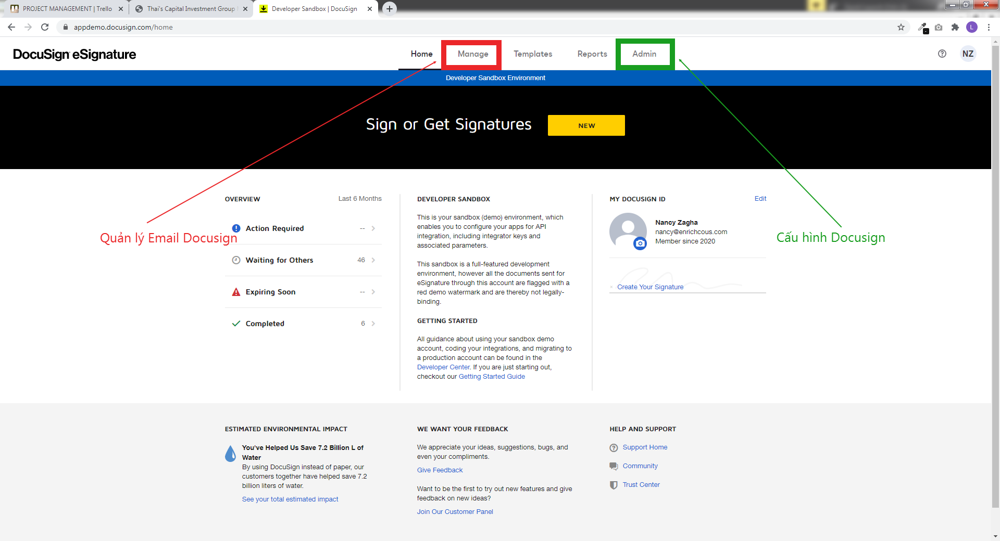 PROJECT MANAGEMENT | Trello
Thai's Capital Investment Group
Developer Sandbox | DocuSign
appdemo.docusign.com/home
L
DocuSign eSignature
Home
Manage
Templates
Reports
Admin
NZ
Developer Sandbox Environment
Sign or Get Signatures
NEW
OVERVIEW
Last 6 Months
Action Required
--
Waiting for Others
46
Expiring Soon
--
Completed
6
Quản lý Email Docusign
DEVELOPER SANDBOX
This is your sandbox (demo) environment, which
enables you to configure your apps for API
integration, including integrator keys and
associated parameters.
This sandbox is a full-featured development
environment, however all the documents sent for
eSignature through this account are flagged with a
red demo watermark and are thereby not legally-
binding.
GETTING STARTED
All guidance about using your sandbox demo
account, coding your integrations, and migrating to
a production account can be found in the
Developer Center. If you are just starting out,
checkout our Getting Started Guide
MY DOCUSIGN ID
Edit
Nancy Zagha
nancy@enrichcous.com
Member since 2020
× Create Your Signature
Cấu hình Docusign
ESTIMATED ENVIRONMENTAL IMPACT
You've Helped Us Save 7.2 Billion L of
Water
By using DocuSign instead of paper, our
customers together have helped save 7.2
billion liters of water.
See your total estimated impact
WE WANT YOUR FEEDBACK
We appreciate your ideas, suggestions, bugs, and
even your compliments.
Give Feedback
Want to be the first to try out new features and give
feedback on new ideas?
Join Our Customer Panel
HELP AND SUPPORT
Support Home
Community
Trust Center